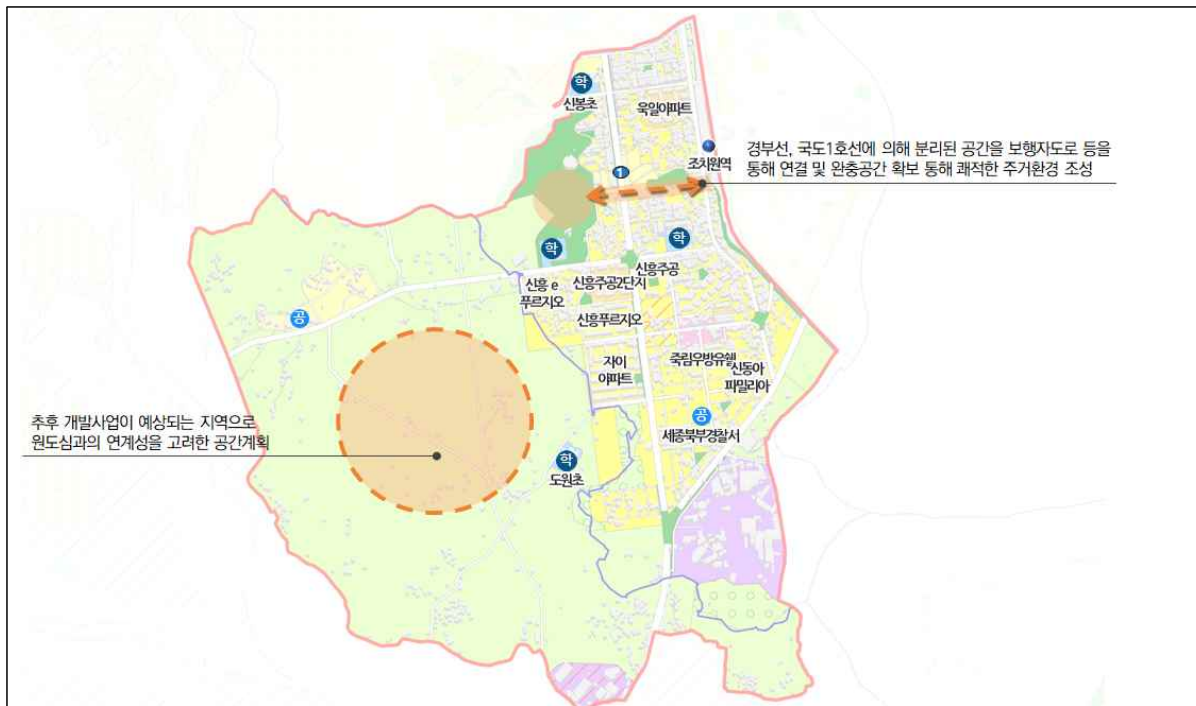 학
신봉초
욱일아파트
조치원역
1
경부선, 국도1호선에 의해 분리된 공간을 보행자도로 등을
통해 연결 및 완충공간 확보 통해 쾌적한 주거환경 조성
학
학
신흥주공
신흥 e
푸르지오
신흥주공2단지
공
신흥푸르지오
자이
아파트
죽림우방유쉘
신동아
파밀리아
추후 개발사업이 예상되는 지역으로
원도심과의 연계성을 고려한 공간계획
공
세종북부경찰서
학
도원초